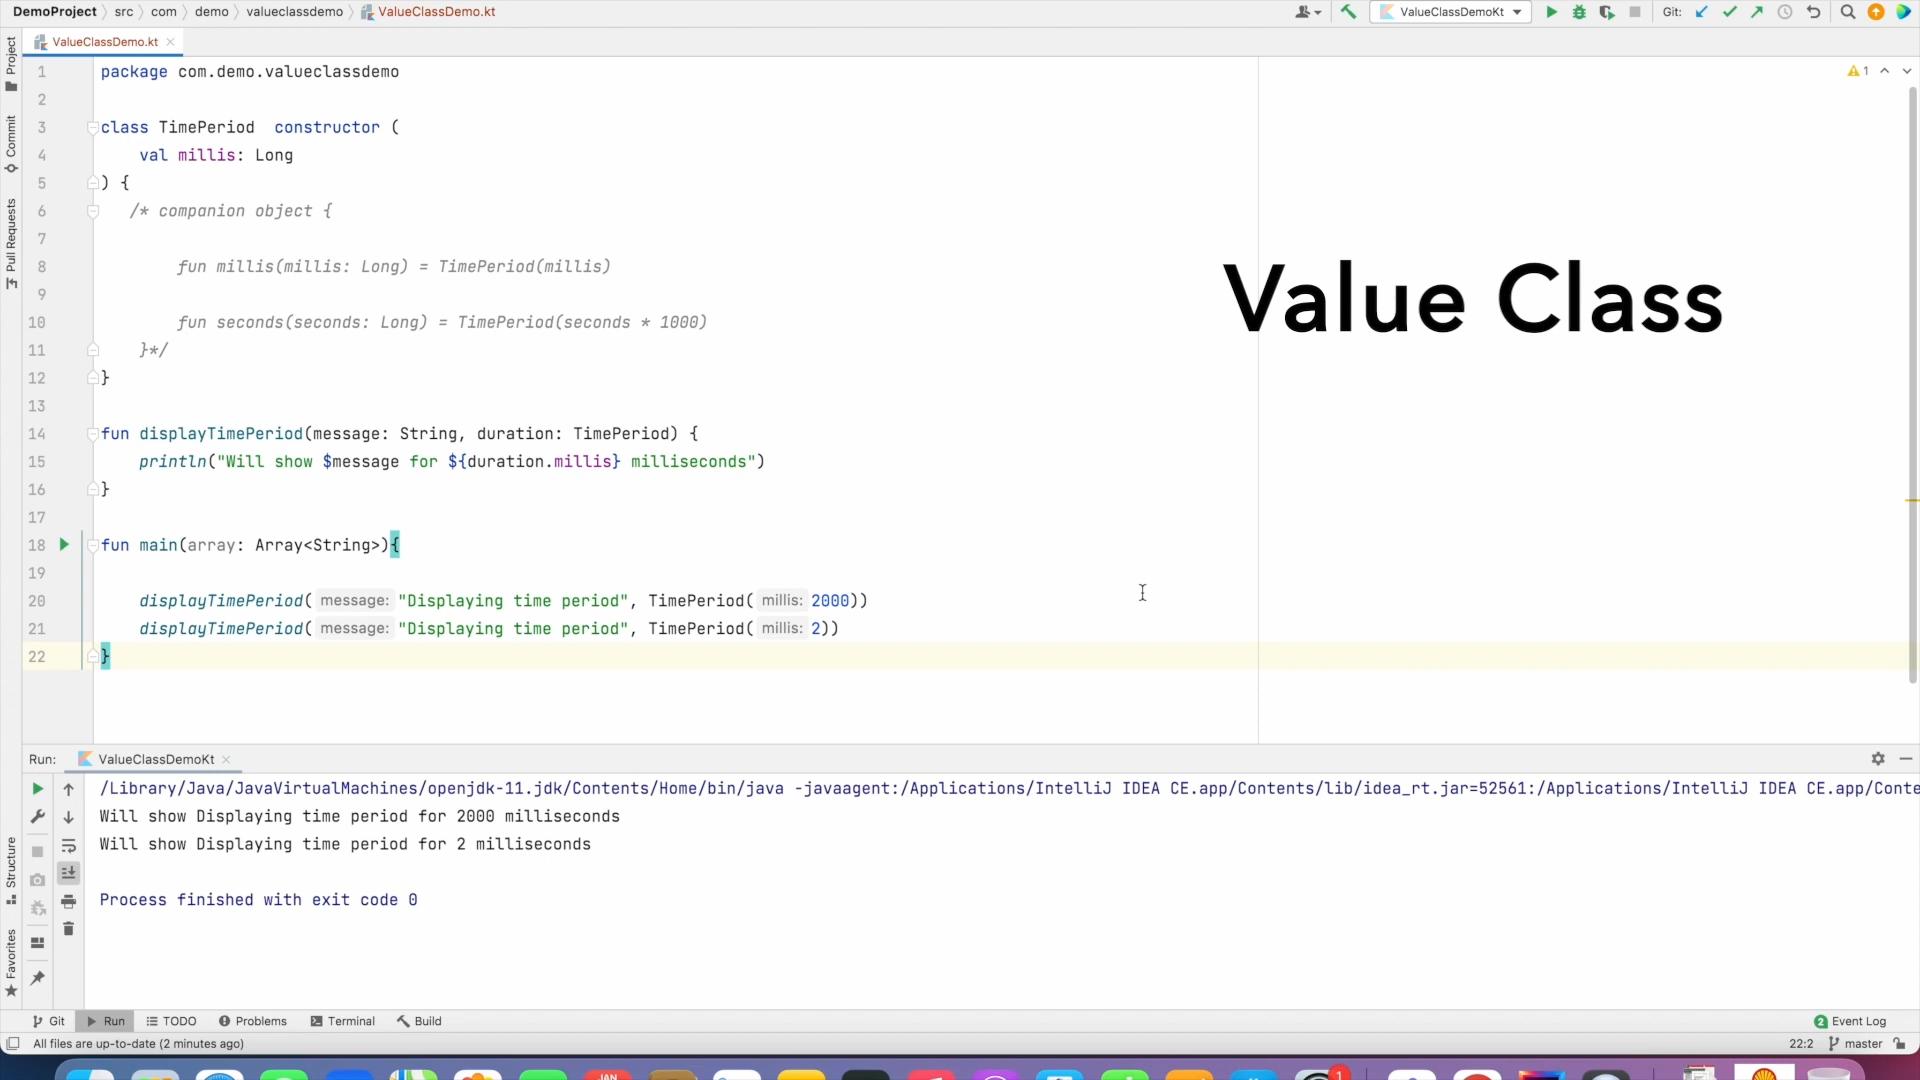 DemoProject src com demo valueclassdemo ValueClassDemo.kt
ValueClassDemoKt Git:
ValueClassDemo.kt
Project
Commit
Pull Requests
1 package com.demo.valueclassdemo
1
2
3 class TimePeriod constructor (
4 val millis: Long
5 ) {
6 /* companion object {
7
8 fun millis(millis: Long) = TimePeriod(millis)
9
10 fun seconds(seconds: Long) = TimePeriod(seconds * 1000)
11 }*/
12 }
13
14 fun displayTimePeriod(message: String, duration: TimePeriod) {
15 println("Will show $message for ${duration.millis} milliseconds")
16 }
17
18 fun main(array: Array<String>){
19
20 displayTimePeriod( message: "Displaying time period", TimePeriod( millis: 2000))
21 displayTimePeriod( message: "Displaying time period", TimePeriod( millis: 2))
22 }
Value Class
Run: ValueClassDemoKt
/Library/Java/JavaVirtualMachines/openjdk-11.jdk/Contents/Home/bin/java -javaagent:/Applications/IntelliJ IDEA CE.app/Contents/lib/idea_rt.jar=52561:/Applications/IntelliJ IDEA CE.app/Conte
Will show Displaying time period for 2000 milliseconds
Will show Displaying time period for 2 milliseconds
Process finished with exit code 0
Structure
Favorites
Git Run TODO Problems Terminal Build
2 Event Log
All files are up-to-date (2 minutes ago)
22:2 master
JAN
1